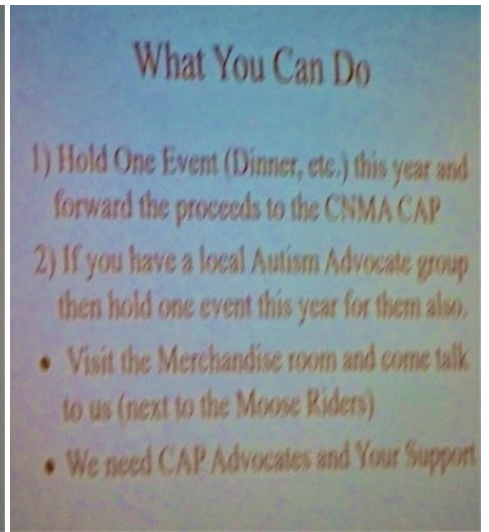 What You Can Do
1) Hold One Event (Dinner, etc.) this year and
forward the proceeds to the CNMA CAP
2) If you have a local Autism Advocate group
then hold one event this year for them also.
• Visit the Merchandise room and come talk
to us (next to the Moose Riders)
• We need CAP Advocates and Your Support